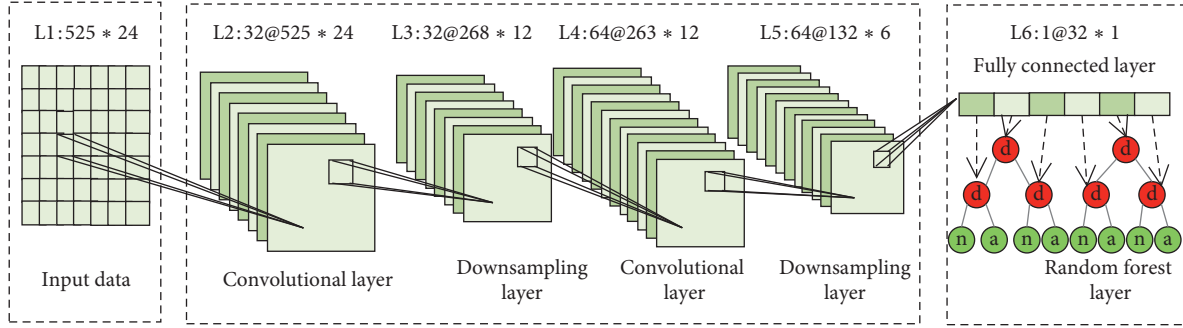 L1:525 * 24
L2:32@525 * 24
L3:32@268 * 12
L4:64@263 * 12
L5:64@132 * 6
L6:1@32 * 1
Fully connected layer
d
d
d
d
d
d
n
a
n
a
n
a
n
a
Input data
Convolutional layer
Downsampling
layer
Convolutional
layer
Downsampling
layer
Random forest
layer